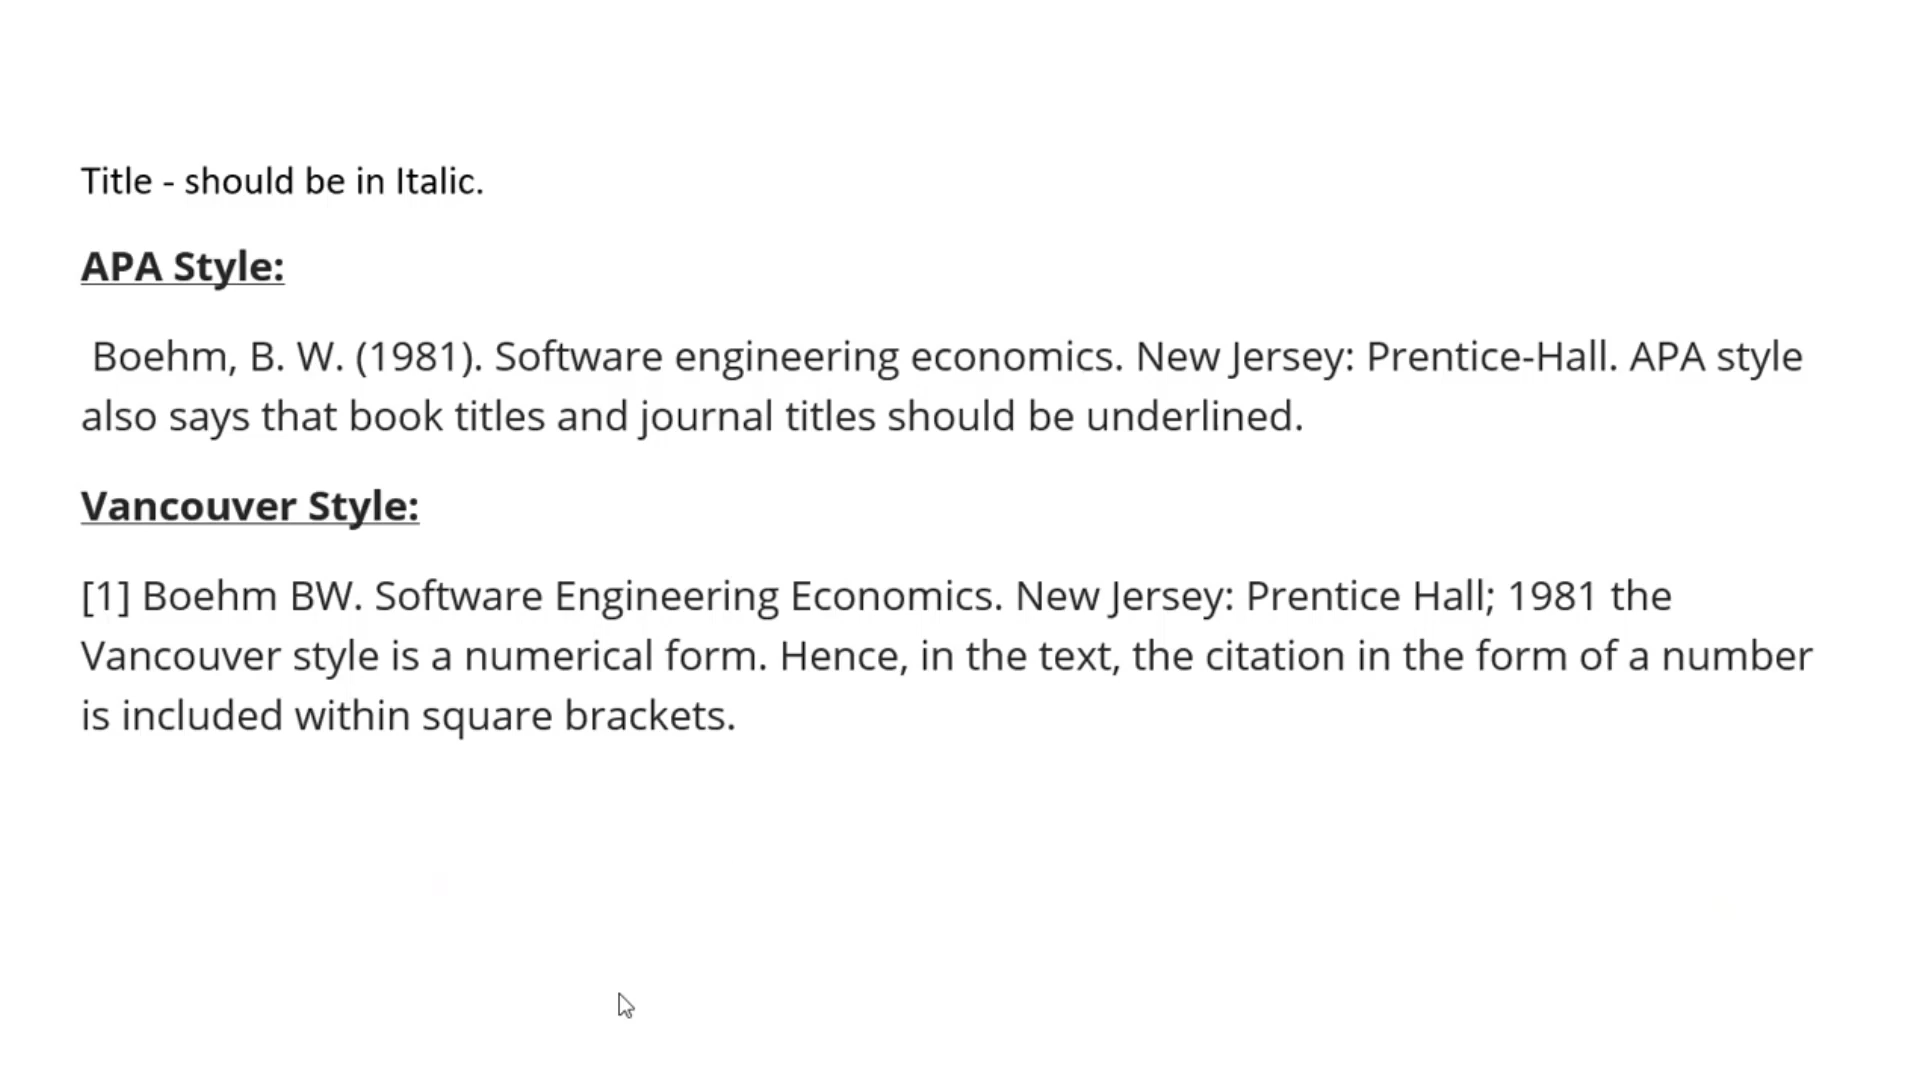 Title - should be in Italic.
APA Style:
Boehm, B. W. (1981). Software engineering economics. New Jersey: Prentice-Hall. APA style
also says that book titles and journal titles should be underlined.
Vancouver Style:
[1] Boehm BW. Software Engineering Economics. New Jersey: Prentice Hall; 1981 the
Vancouver style is a numerical form. Hence, in the text, the citation in the form of a number
is included within square brackets.